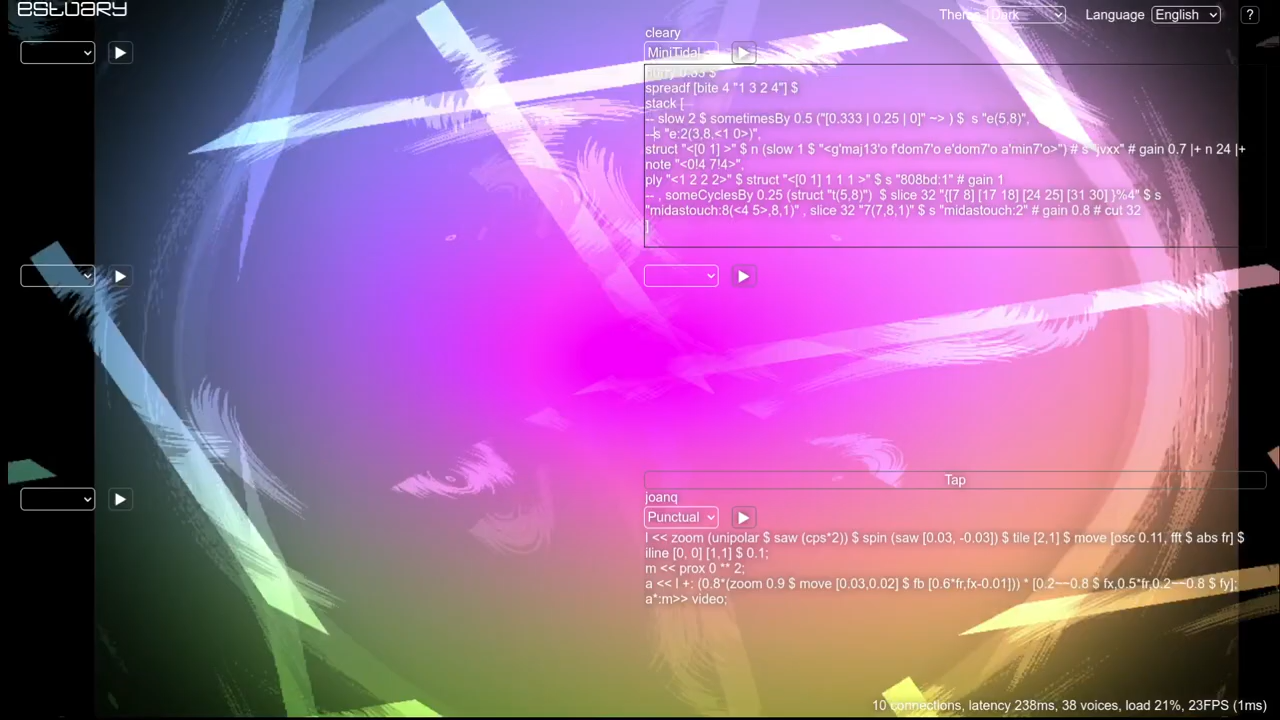 estuary
Theme Dark
Language English ?
cleary
MiniTidal
hurry 0.35 $
spreadf [bite 4 "1 3 2 4"] $
stack [--
-- slow 2 $ sometimesBy 0.5 ("[0.333 | 0.25 | 0]" ~> ) $  s "e(5,8)",
--s "e:2(3,8,<1 0>)",
struct "<[0 1] >" $ n (slow 1 $ "<g'maj13'o f'dom7'o e'dom7'o a'min7'o>") # s "jvxx" # gain 0.7 |+ n 24 |+
note "<0!4 7!4>",
ply "<1 2 2 2>" $ struct "<[0 1] 1 1 1 >" $ s "808bd:1" # gain 1
-- , someCyclesBy 0.25 (struct "t(5,8)")  $ slice 32 "{[7 8] [17 18] [24 25] [31 30] }%4" $ s
"midastouch:8(<4 5>,8,1)" , slice 32 "7(7,8,1)" $ s "midastouch:2" # gain 0.8 # cut 32
]
Tap
joanq
Punctual
l << zoom (unipolar $ saw (cps*2)) $ spin (saw [0.03, -0.03]) $ tile [2,1] $ move [osc 0.11, fft $ abs fr] $
iline [0, 0] [1,1] $ 0.1;
m << prox 0 ** 2;
a << l +: (0.8*(zoom 0.9 $ move [0.03,0.02] $ fb [0.6*fr,fx-0.01])) * [0.2~~0.8 $ fx,0.5*fr,0.2~~0.8 $ fy];
a*:m>> video;
10 connections, latency 238ms, 38 voices, load 21%, 23FPS (1ms)